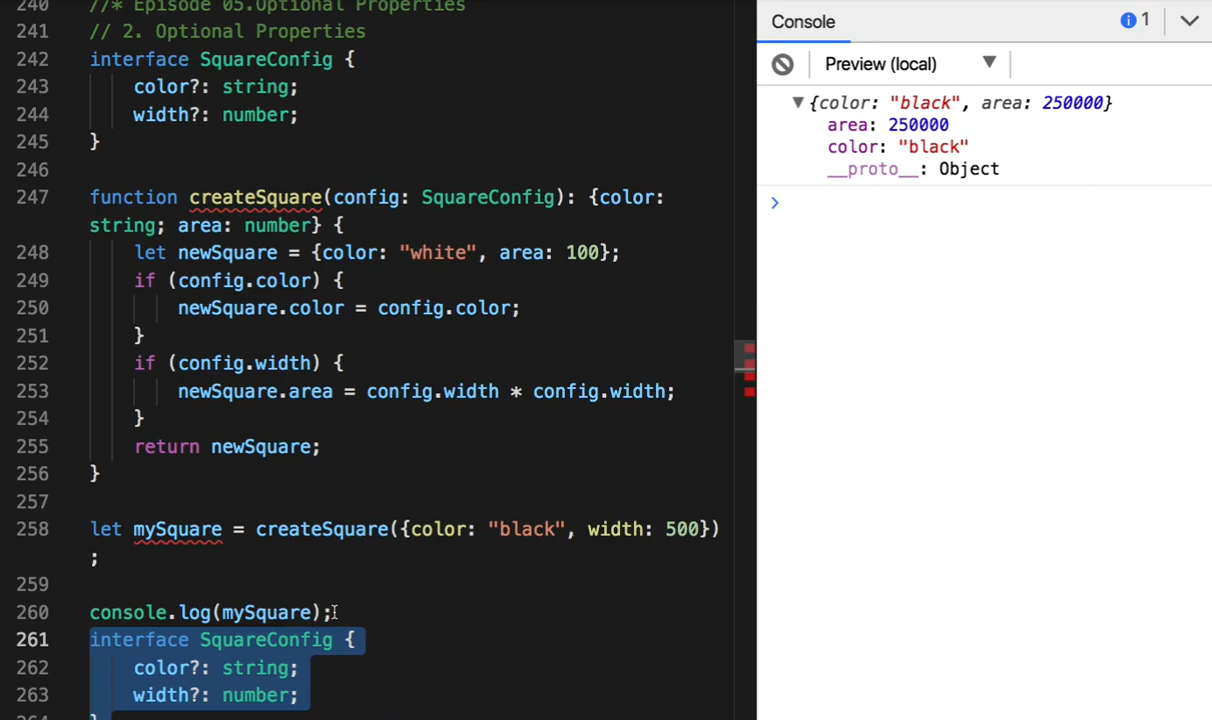 240 //* Episode 05.Optional Properties
241 // 2. Optional Properties
242 interface SquareConfig {
243 color?: string;
244 width?: number;
245 }
246
247 function createSquare(config: SquareConfig): {color:
string; area: number} {
248 let newSquare = {color: "white", area: 100};
249 if (config.color) {
250 newSquare.color = config.color;
251 }
252 if (config.width) {
253 newSquare.area = config.width * config.width;
254 }
255 return newSquare;
256 }
257
258 let mySquare = createSquare({color: "black", width: 500})
;
259
260 console.log(mySquare);
261 interface SquareConfig {
262 color?: string;
263 width?: number;
264 }
Console 1
Preview (local)
{color: "black", area: 250000}
area: 250000
color: "black"
__proto__: Object